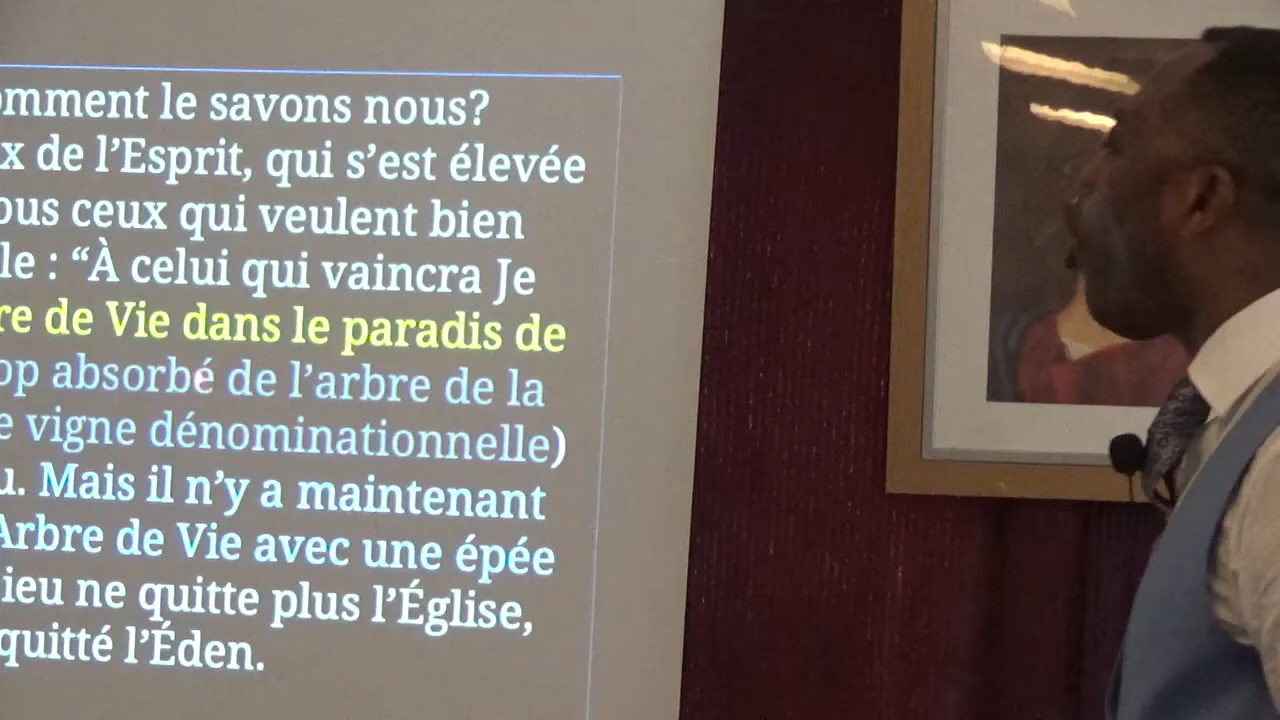 omment le savons nous?
x de l’Esprit, qui s’est élevée
ous ceux qui veulent bien
le : “À celui qui vaincra Je
re de Vie dans le paradis de
op absorbé de l’arbre de la
e vigne dénominationnelle)
u. Mais il n’y a maintenant
Arbre de Vie avec une épée
ieu ne quitte plus l’Église,
quitté l’Éden.